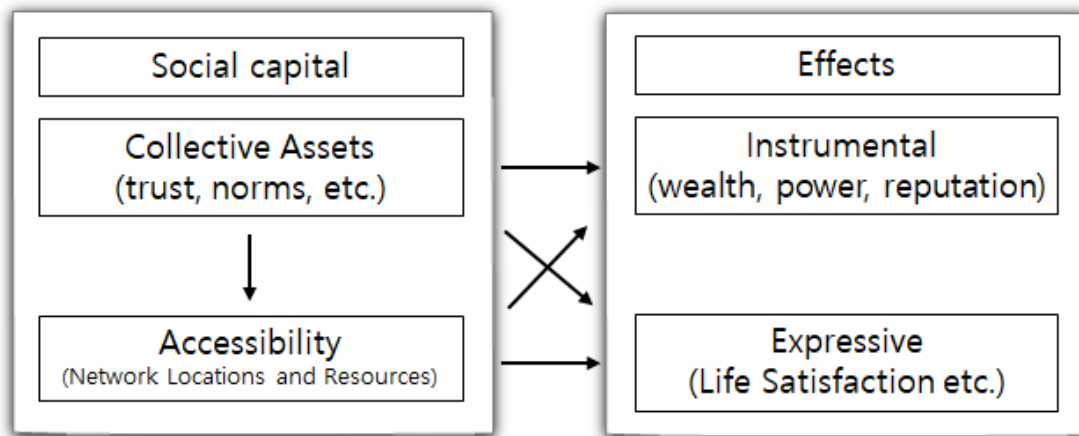 Social capital
Collective Assets
(trust, norms, etc.)
Accessibility
(Network Locations and Resources)
Effects
Instrumental
(wealth, power, reputation)
Expressive
(Life Satisfaction etc.)